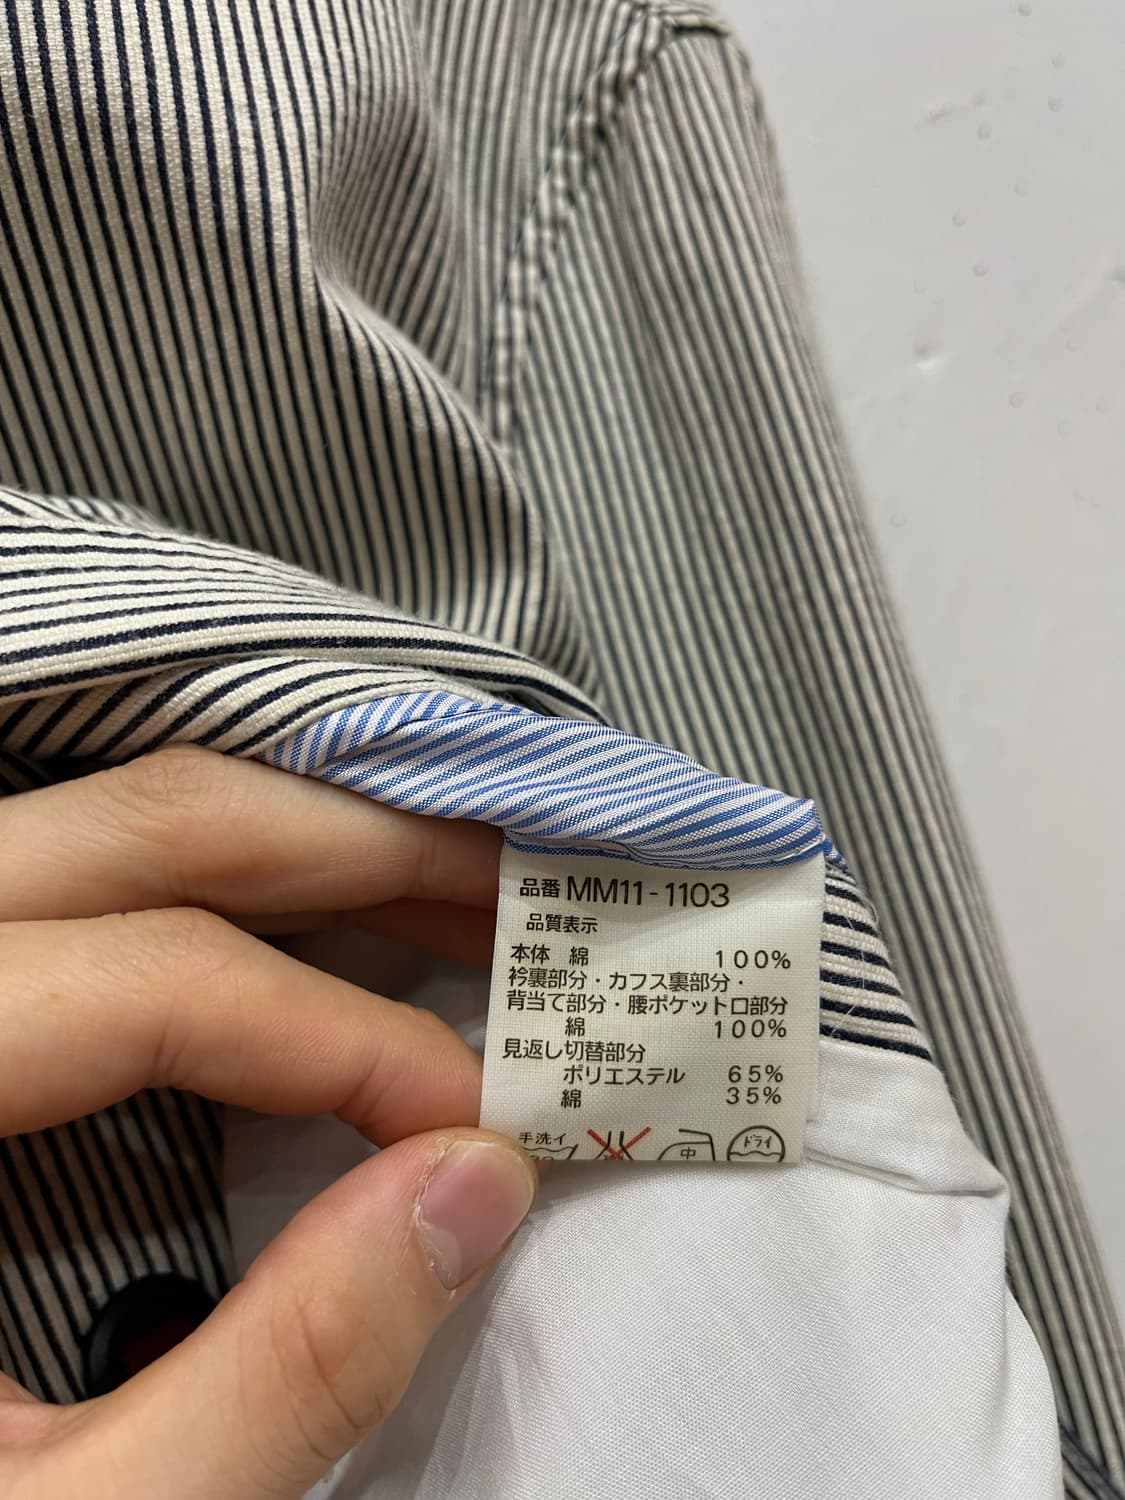 品番 MM11-1103
品質表示
本体 綿 100%
衿裏部分・カフス裏部分・
背当て部分・腰ポケット口部分
綿 100%
見返し切替部分
ポリエステル 65%
綿 35%
手洗イ 中 ドライ